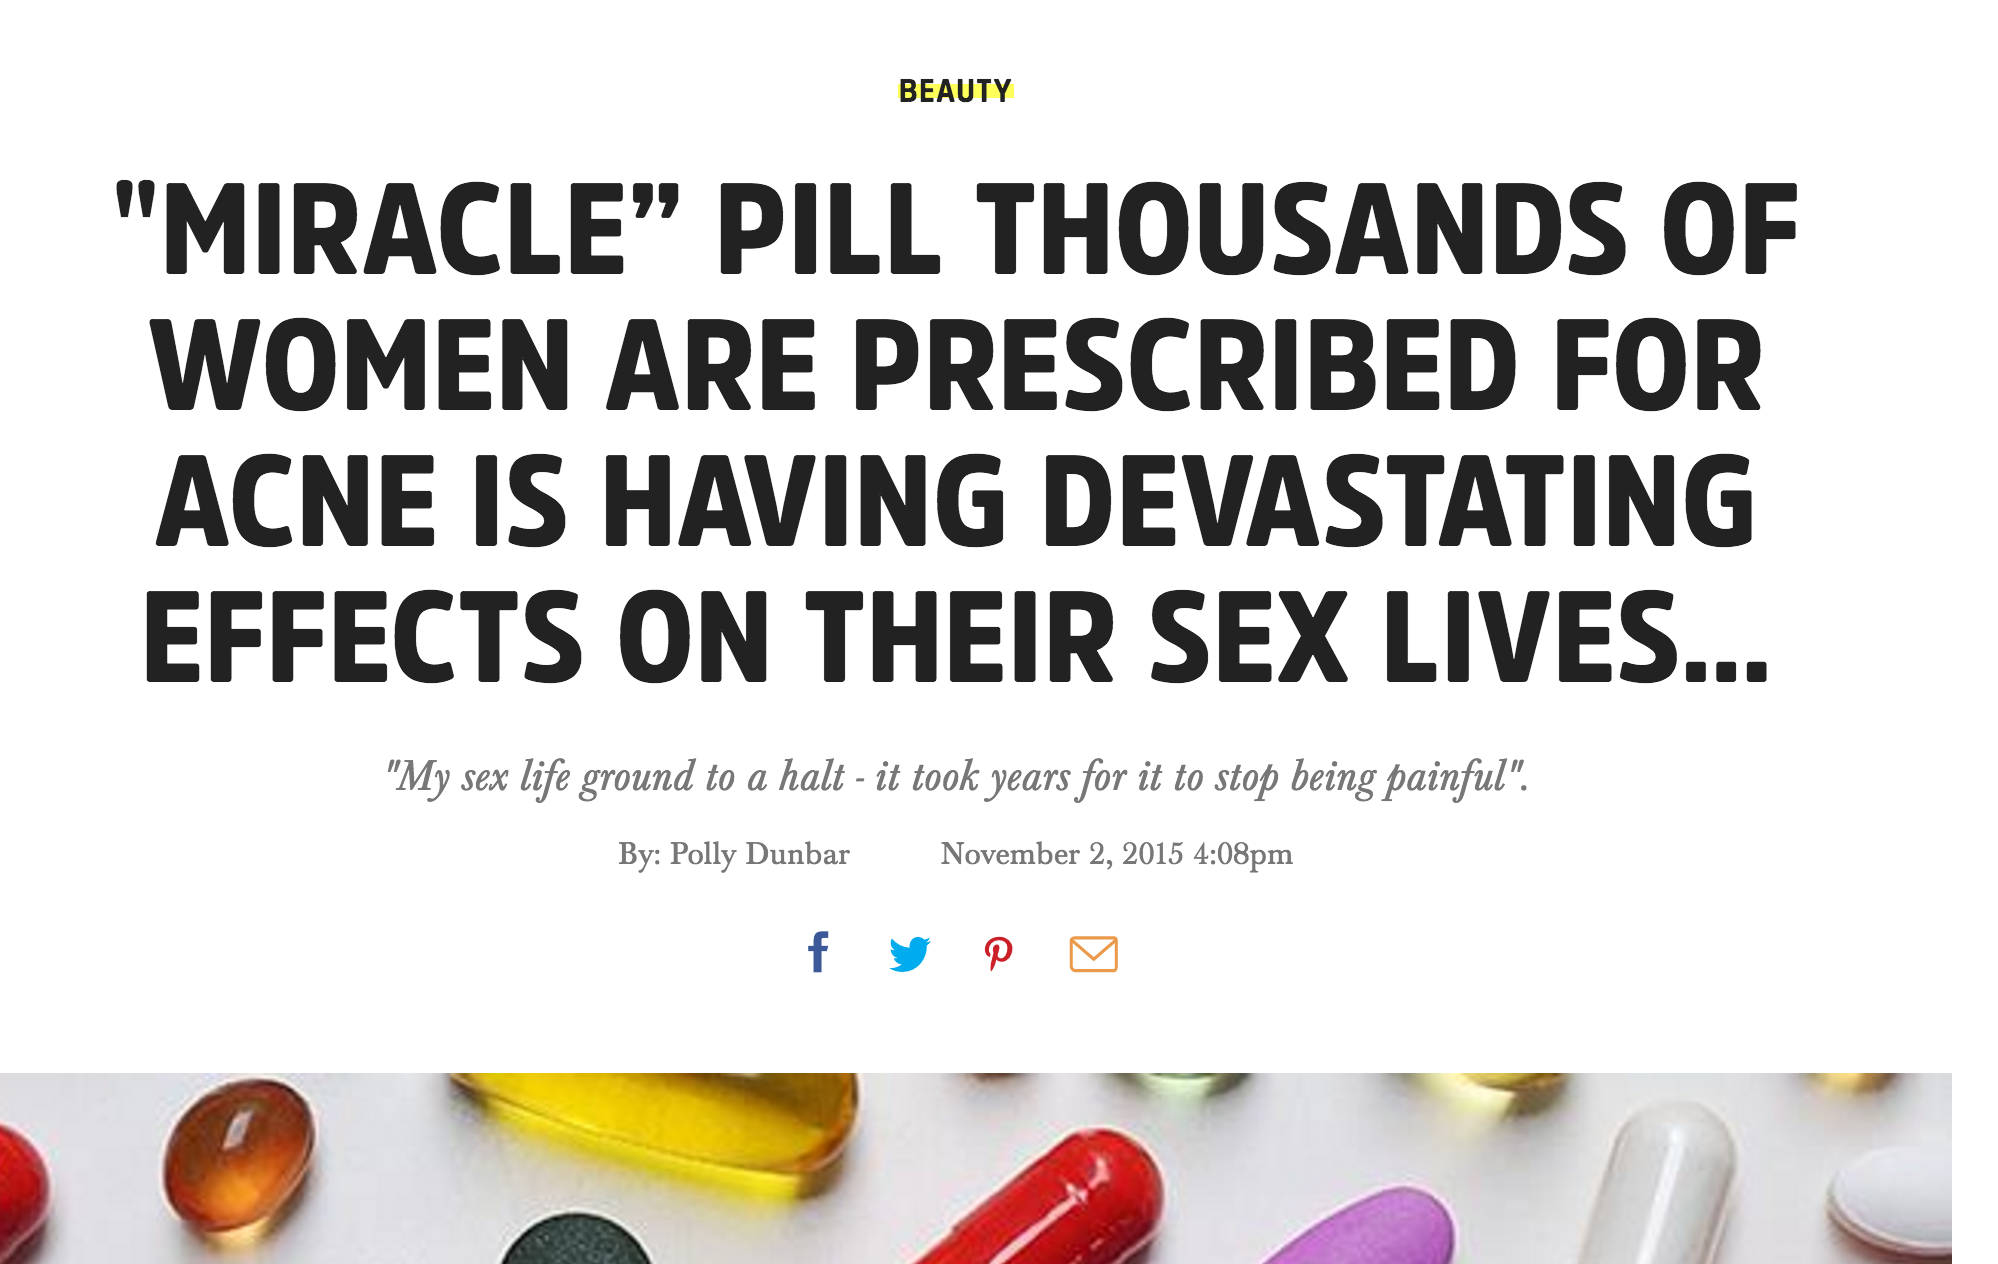 BEAUTY
"MIRACLE” PILL THOUSANDS OF
WOMEN ARE PRESCRIBED FOR
ACNE IS HAVING DEVASTATING
EFFECTS ON THEIR SEX LIVES...
"My sex life ground to a halt - it took years for it to stop being painful".
By: Polly Dunbar November 2, 2015 4:08pm